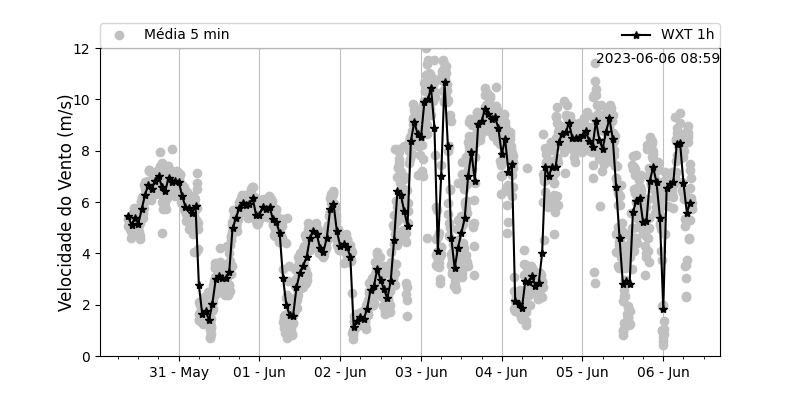 Média 5 min
WXT 1h
2023-06-06 08:59
Velocidade do Vento (m/s)
12
10
8
6
4
2
0
31 - May
01 - Jun
02 - Jun
03 - Jun
04 - Jun
05 - Jun
06 - Jun